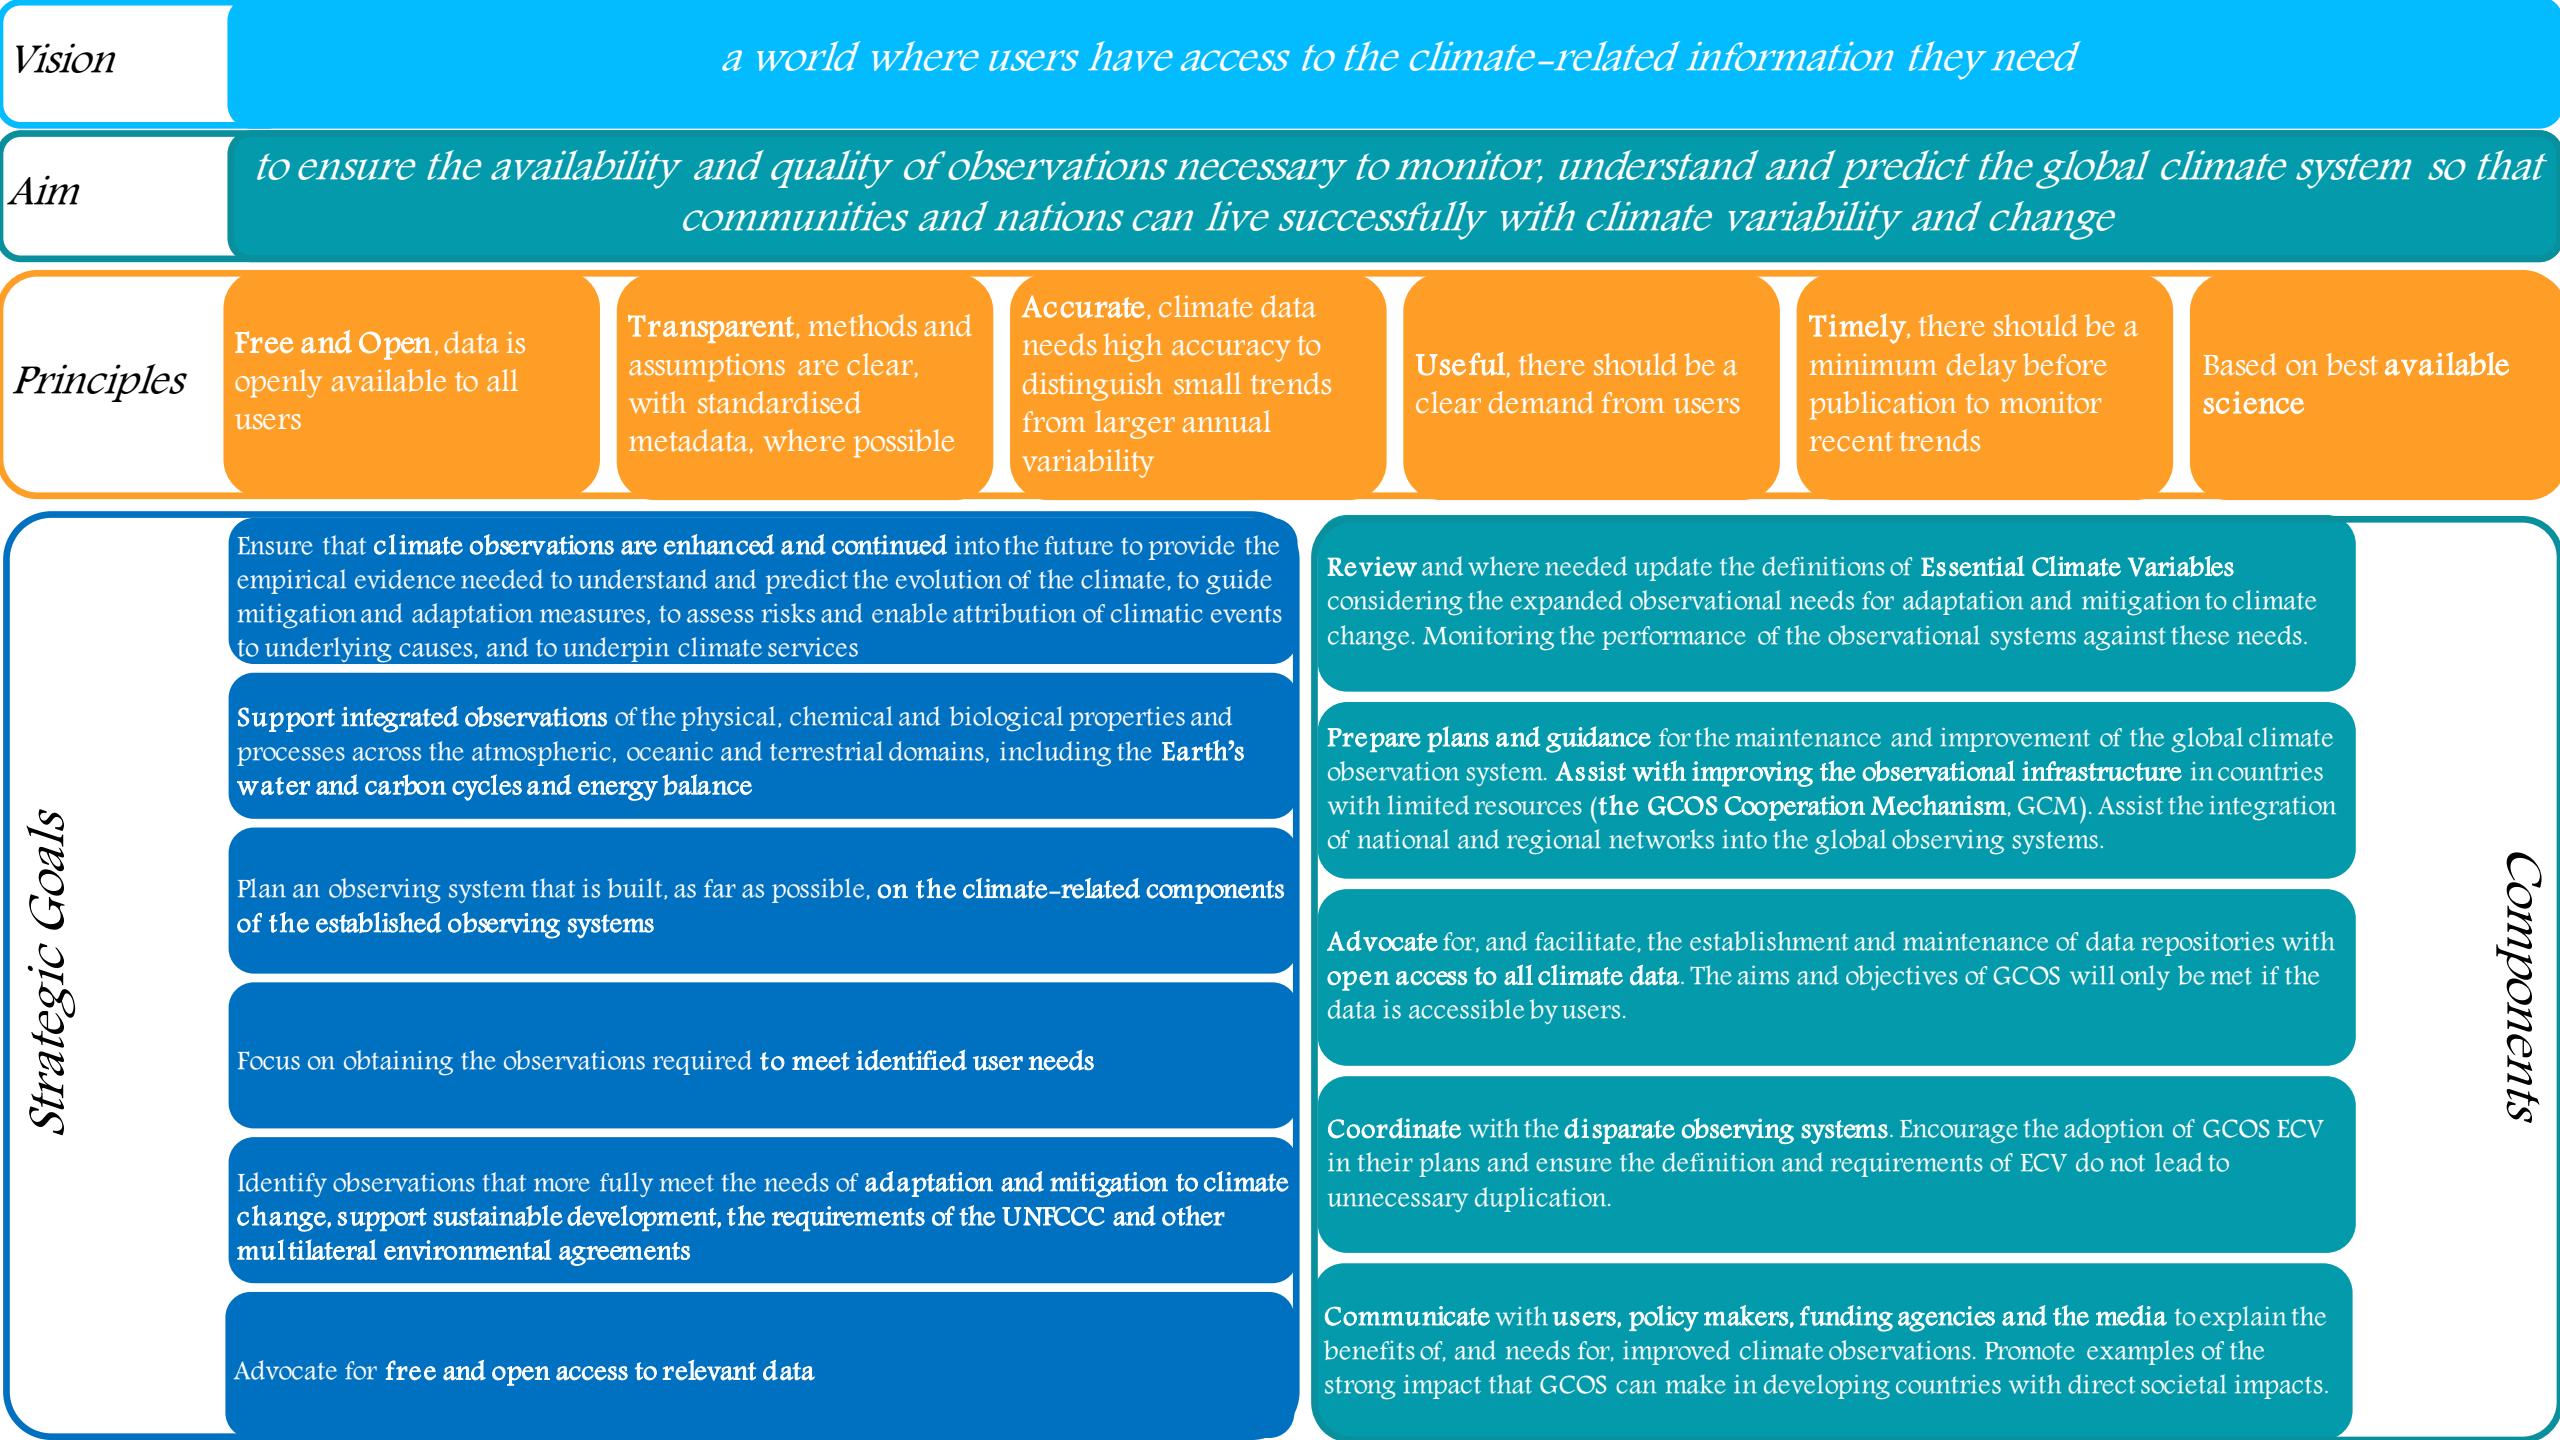 Vision
a world where users have access to the climate-related information they need
Aim
to ensure the availability and quality of observations necessary to monitor, understand and predict the global climate system so that
communities and nations can live successfully with climate variability and change
Principles
Free and Open, data is
openly available to all
users
Transparent, methods and
assumptions are clear,
with standardised
metadata, where possible
Accurate, climate data
needs high accuracy to
distinguish small trends
from larger annual
variability
Useful, there should be a
clear demand from users
Timely, there should be a
minimum delay before
publication to monitor
recent trends
Based on best available
science
Strategic Goals
Ensure that climate observations are enhanced and continued into the future to provide the
empirical evidence needed to understand and predict the evolution of the climate, to guide
mitigation and adaptation measures, to assess risks and enable attribution of climatic events
to underlying causes, and to underpin climate services
Support integrated observations of the physical, chemical and biological properties and
processes across the atmospheric, oceanic and terrestrial domains, including the Earth's
water and carbon cycles and energy balance
Plan an observing system that is built, as far as possible, on the climate-related components
of the established observing systems
Focus on obtaining the observations required to meet identified user needs
Identify observations that more fully meet the needs of adaptation and mitigation to climate
change, support sustainable development, the requirements of the UNFCCC and other
multilateral environmental agreements
Advocate for free and open access to relevant data
Review and where needed update the definitions of Essential Climate Variables
considering the expanded observational needs for adaptation and mitigation to climate
change. Monitoring the performance of the observational systems against these needs.
Prepare plans and guidance for the maintenance and improvement of the global climate
observation system. Assist with improving the observational infrastructure in countries
with limited resources (the GCOS Cooperation Mechanism, GCM). Assist the integration
of national and regional networks into the global observing systems.
Advocate for, and facilitate, the establishment and maintenance of data repositories with
open access to all climate data. The aims and objectives of GCOS will only be met if the
data is accessible by users.
Coordinate with the disparate observing systems. Encourage the adoption of GCOS ECV
in their plans and ensure the definition and requirements of ECV do not lead to
unnecessary duplication.
Communicate with users, policy makers, funding agencies and the media to explain the
benefits of, and needs for, improved climate observations. Promote examples of the
strong impact that GCOS can make in developing countries with direct societal impacts.
Components